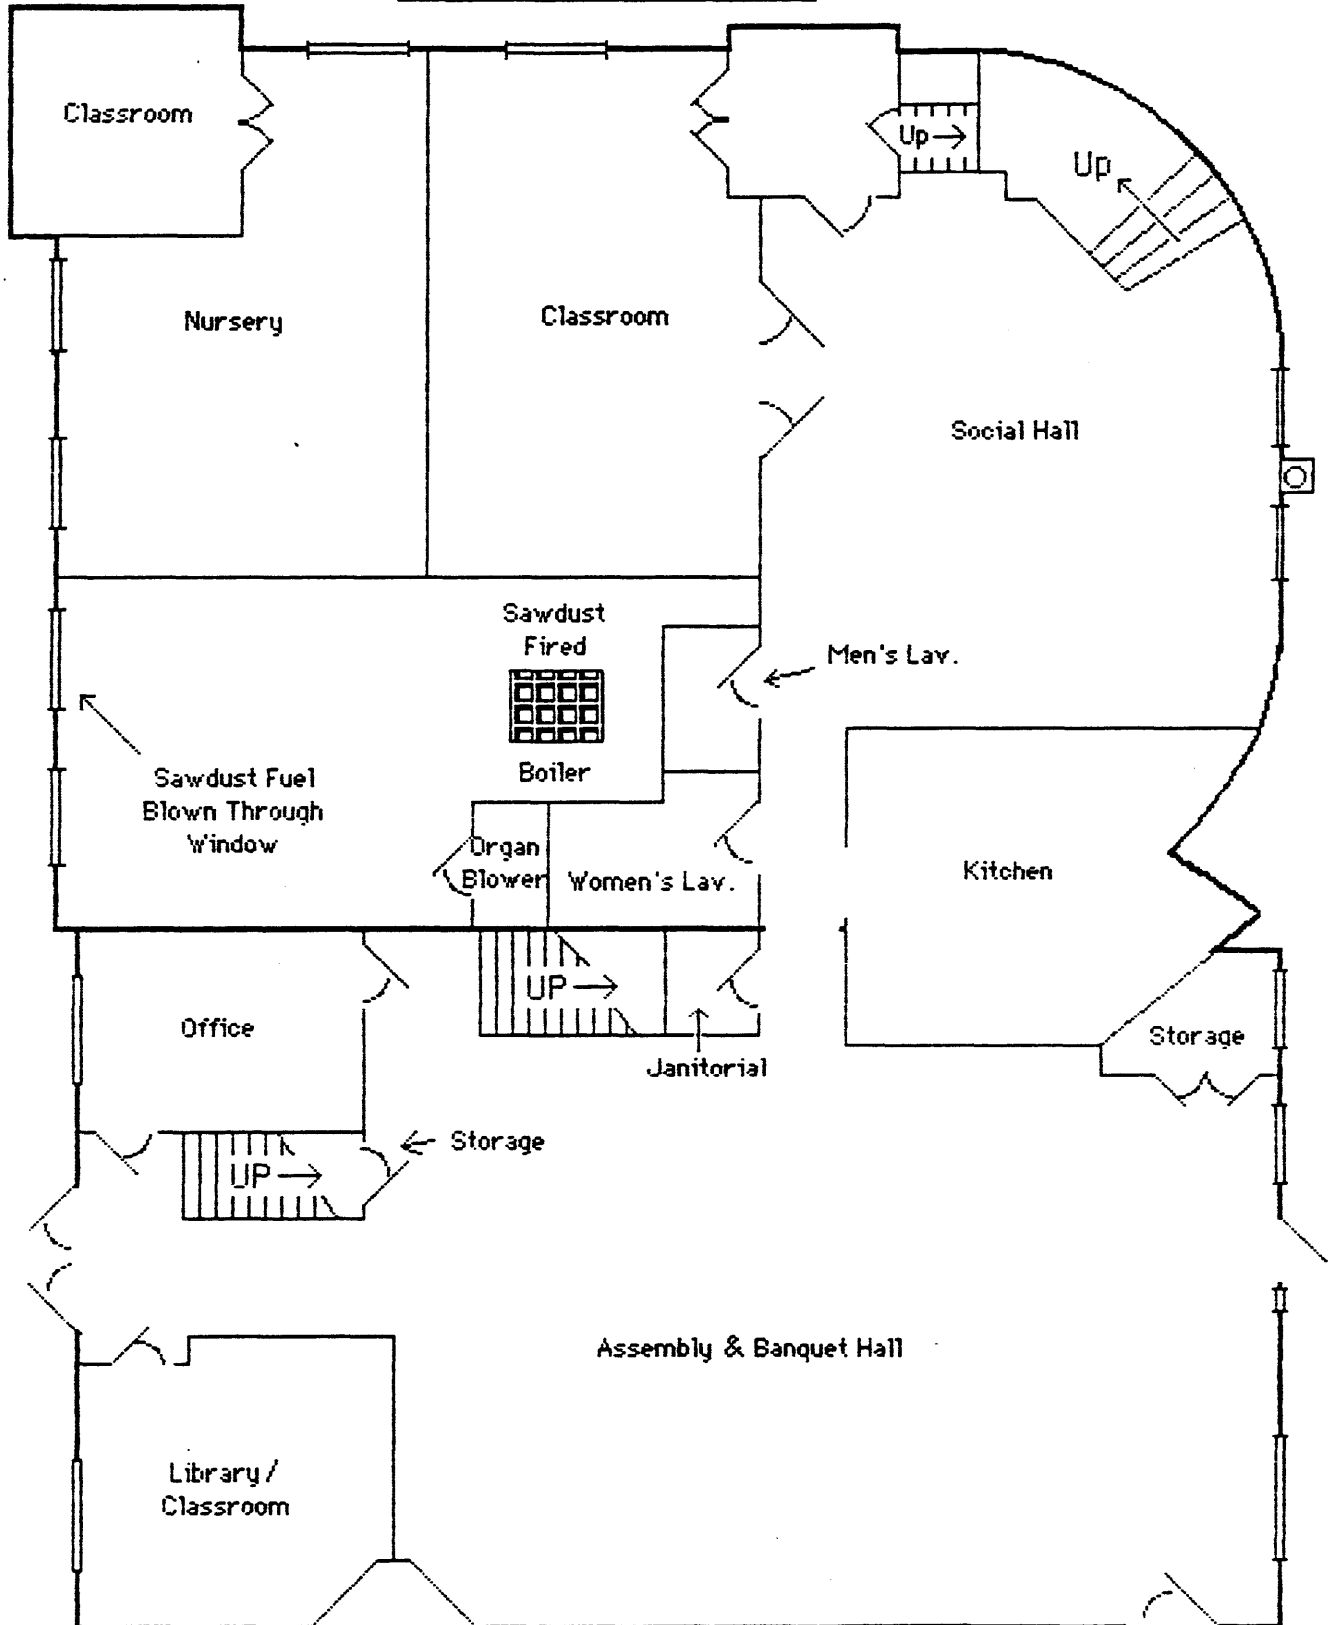 Classroom
Up
Up
Nursery
Classroom
Social Hall
Sawdust
Fired
Boiler
Men's Lav.
Sawdust Fuel
Blown Through
Window
Organ
Blower
Women's Lav.
Kitchen
UP
Office
Storage
Janitorial
Storage
UP
Assembly & Banquet Hall
Library/
Classroom